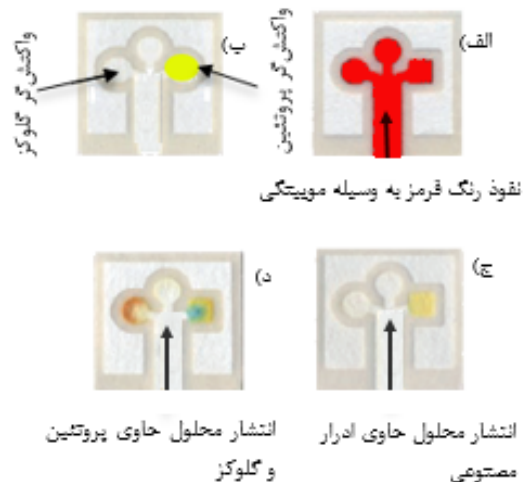 الف)
ب)
واکنش‌گر پروتئین
واکنش‌گر گلوکز
نفوذ رنگ قرمز به وسیله مویینگی
ج)
د)
انتشار محلول حاوی ادرار
مصنوعی
انتشار محلول حاوی پروتئین
و گلوکز